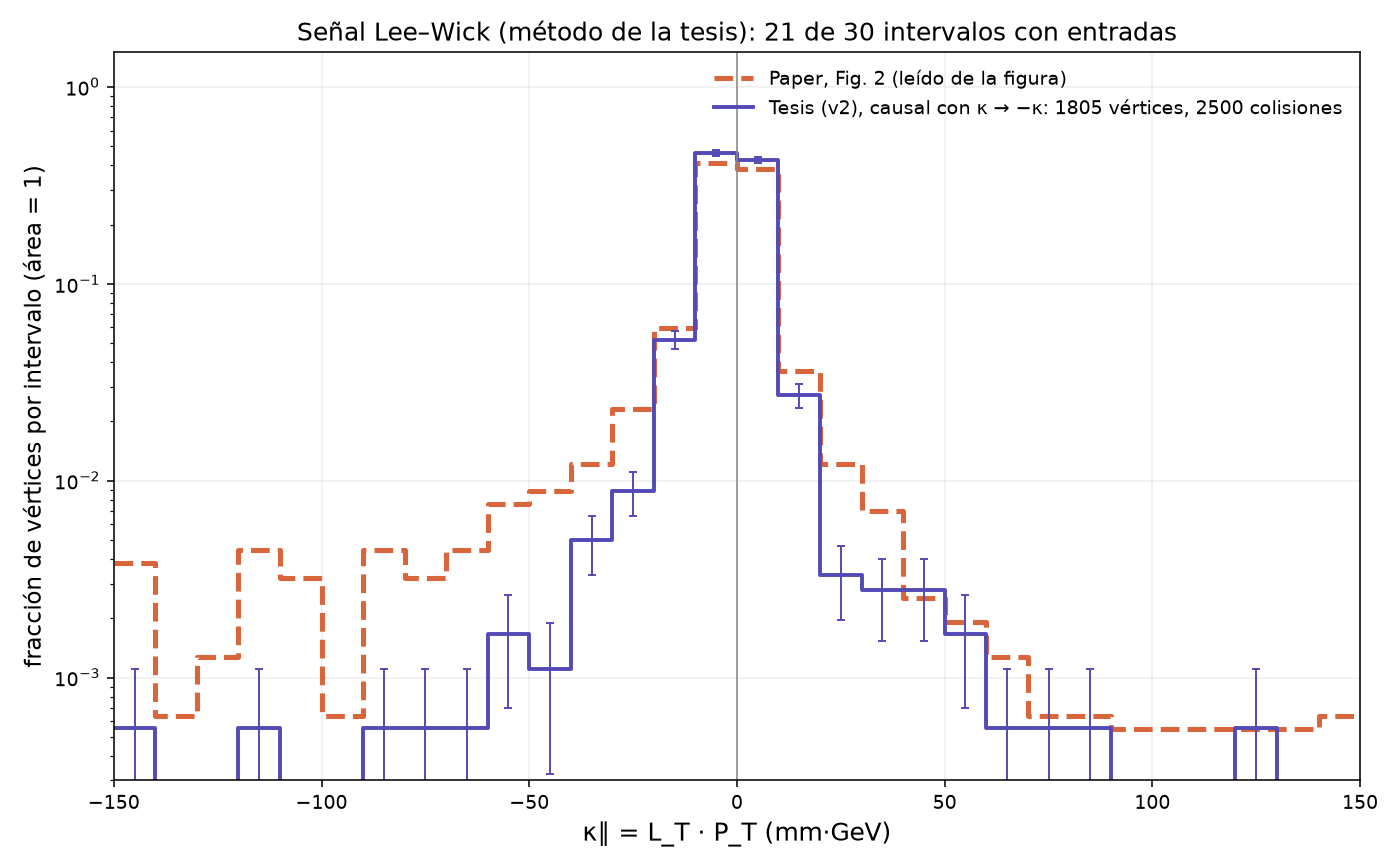 Señal Lee–Wick (método de la tesis): 21 de 30 intervalos con entradas
Paper, Fig. 2 (leído de la figura)
Tesis (v2), causal con κ → −κ: 1805 vértices, 2500 colisiones
fracción de vértices por intervalo (área = 1)
10⁰
10⁻¹
10⁻²
10⁻³
−150 −100 −50 0 50 100 150
κ∥ = L_T · P_T (mm·GeV)